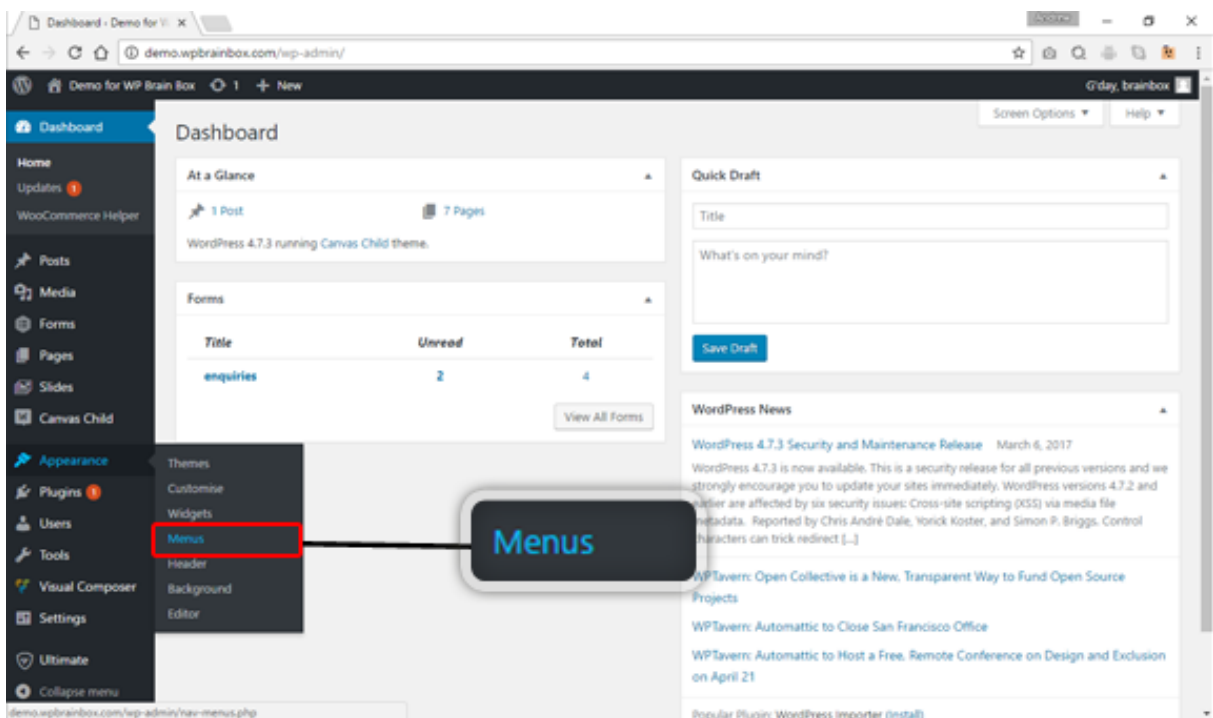 Dashboard ‹ Demo for W
demo.wpbrainbox.com/wp-admin/
Demo for WP Brain Box 1 + New
G'day, brainbox
Screen Options Help
Dashboard
Home
Updates 1
WooCommerce Helper
Posts
Media
Forms
Pages
Slides
Canvas Child
Appearance
Plugins 1
Users
Tools
Visual Composer
Settings
Ultimate
Collapse menu
Themes
Customise
Widgets
Menus
Header
Background
Editor
Menus
Dashboard
At a Glance
1 Post 7 Pages
WordPress 4.7.3 running Canvas Child theme.
Forms
Title Unread Total
enquiries 2 4
View All Forms
Quick Draft
Title
What's on your mind?
Save Draft
WordPress News
WordPress 4.7.3 Security and Maintenance Release March 6, 2017
WordPress 4.7.3 is now available. This is a security release for all previous versions and we
strongly encourage you to update your sites immediately. WordPress versions 4.7.2 and
earlier are affected by six security issues: Cross-site scripting (XSS) via media file
metadata. Reported by Chris André Dale, Yorick Koster, and Simon P. Briggs. Control
characters can trick redirect […]
WPTavern: Open Collective is a New, Transparent Way to Fund Open Source
Projects
WPTavern: Automattic to Close San Francisco Office
WPTavern: Automattic to Host a Free, Remote Conference on Design and Exclusion
on April 21
Popular Plugin: WordPress Importer (Install)
demo.wpbrainbox.com/wp-admin/nav-menus.php